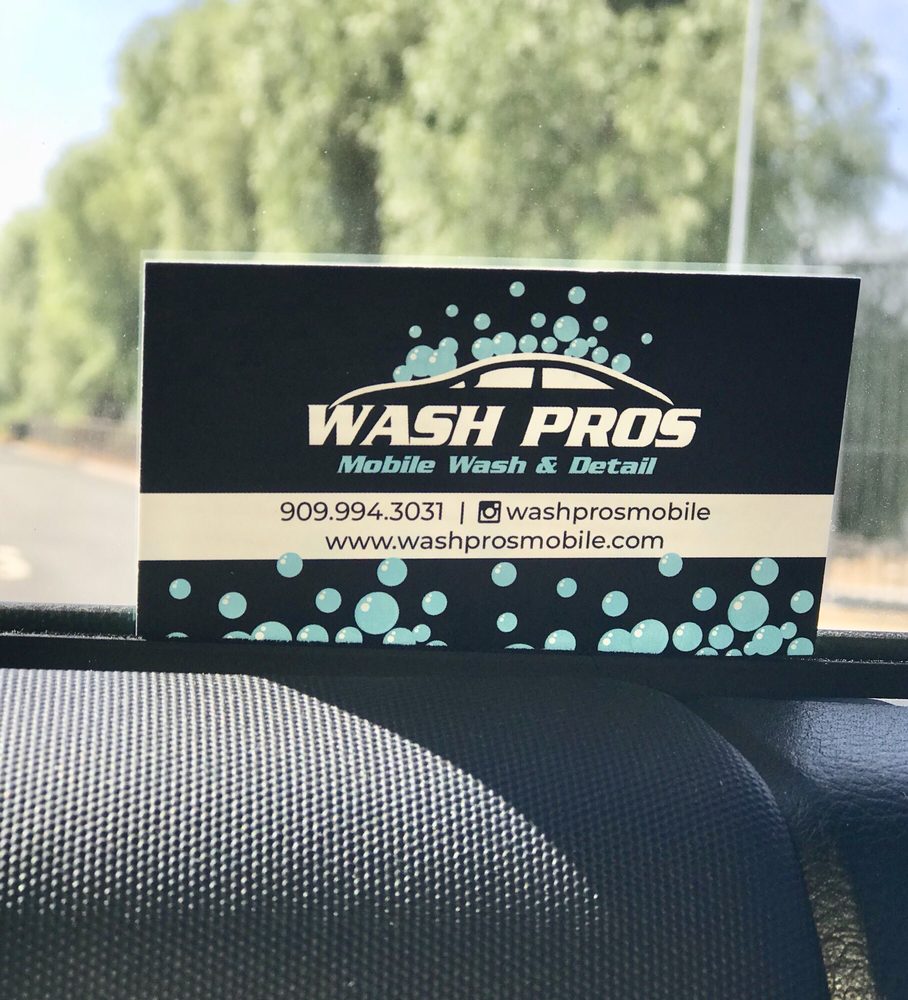 WASH PROS
Mobile Wash & Detail
909.994.3031 | washprosmobile
www.washprosmobile.com